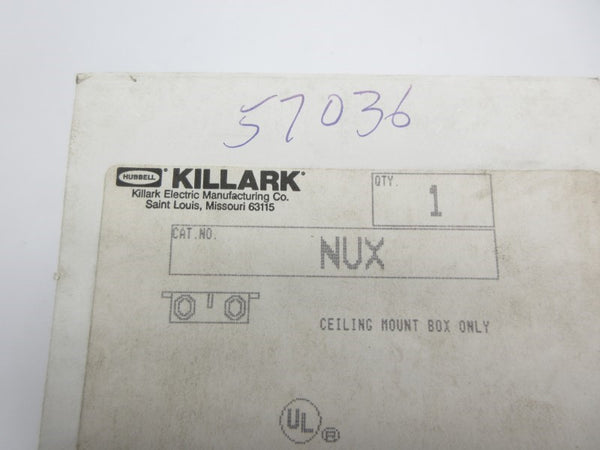 57036
HUBBELL
KILLARK®
Killark Electric Manufacturing Co.
Saint Louis, Missouri 63115
QTY.
1
CAT.NO.
NUX
CEILING MOUNT BOX ONLY
UL®